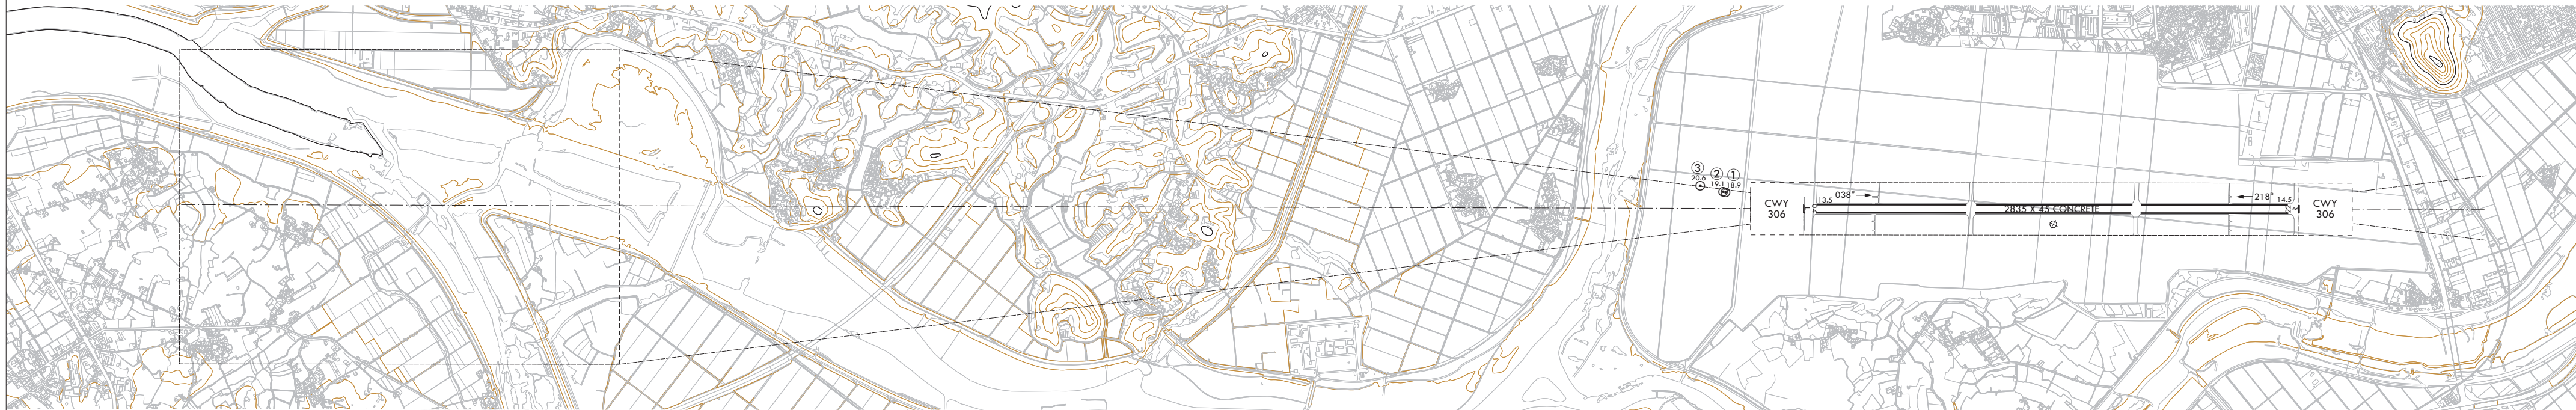 ③ ② ①
20.6 19.1 18.9
CWY
306
038°
13.5
2835 X 45 CONCRETE
218°
14.5
CWY
306